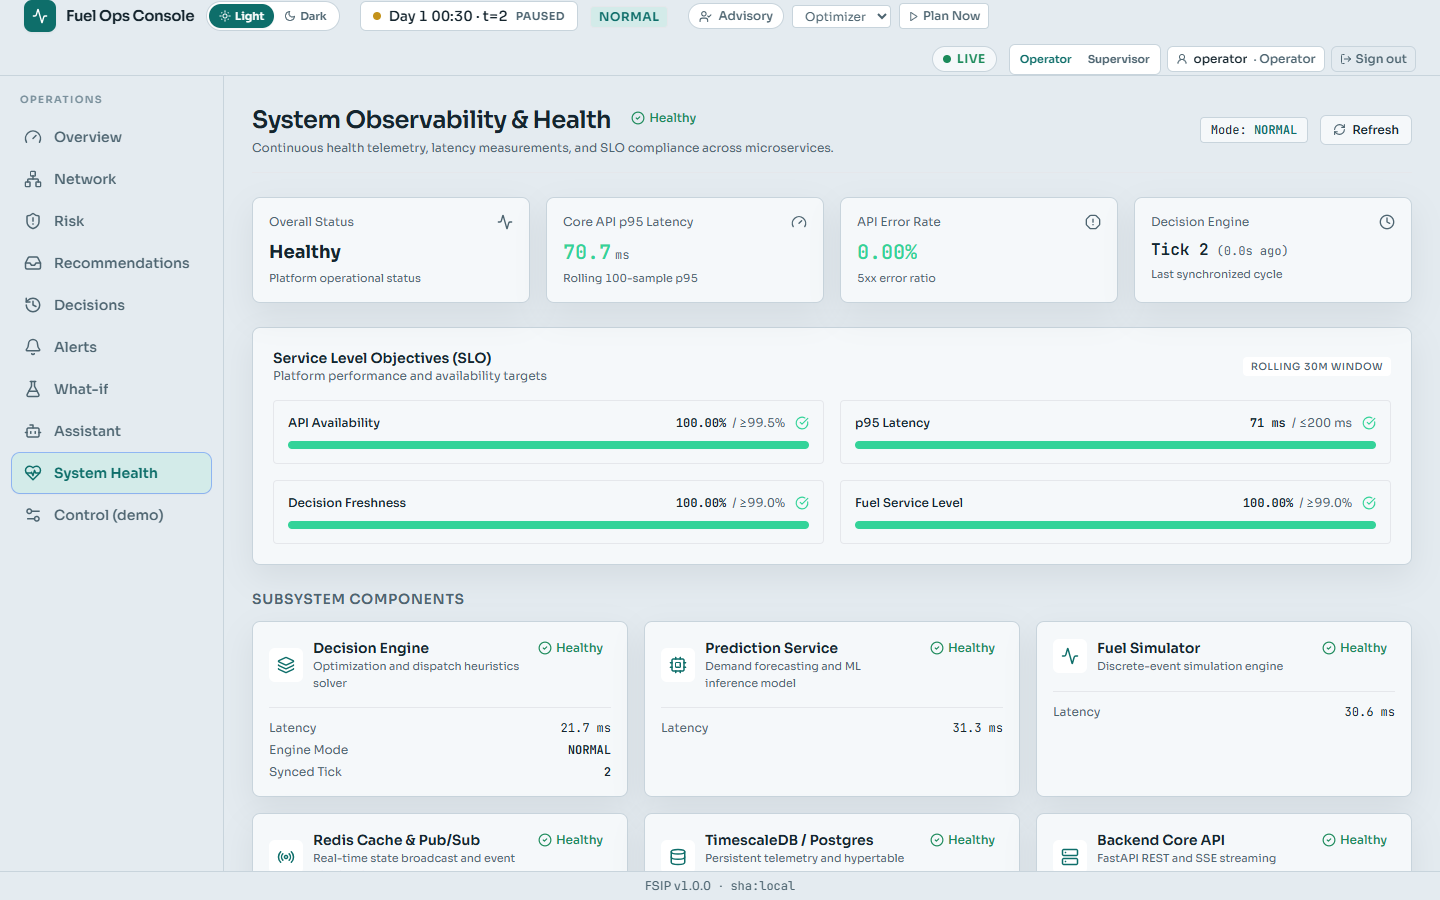 Fuel Ops Console
Light
Dark
Day 1 00:30 · t=2 PAUSED
NORMAL
Advisory
Optimizer
Plan Now
LIVE
Operator
Supervisor
operator · Operator
Sign out
OPERATIONS
Overview
Network
Risk
Recommendations
Decisions
Alerts
What-if
Assistant
System Health
Control (demo)
System Observability & Health
Healthy
Continuous health telemetry, latency measurements, and SLO compliance across microservices.
Mode: NORMAL
Refresh
Overall Status
Healthy
Platform operational status
Core API p95 Latency
70.7 ms
Rolling 100-sample p95
API Error Rate
0.00%
5xx error ratio
Decision Engine
Tick 2 (0.0s ago)
Last synchronized cycle
Service Level Objectives (SLO)
Platform performance and availability targets
ROLLING 30M WINDOW
API Availability
100.00% / ≥99.5%
p95 Latency
71 ms / ≤200 ms
Decision Freshness
100.00% / ≥99.0%
Fuel Service Level
100.00% / ≥99.0%
SUBSYSTEM COMPONENTS
Decision Engine
Healthy
Optimization and dispatch heuristics
solver
Latency
21.7 ms
Engine Mode
NORMAL
Synced Tick
2
Prediction Service
Healthy
Demand forecasting and ML
inference model
Latency
31.3 ms
Fuel Simulator
Healthy
Discrete-event simulation engine
Latency
30.6 ms
Redis Cache & Pub/Sub
Healthy
Real-time state broadcast and event
TimescaleDB / Postgres
Healthy
Persistent telemetry and hypertable
Backend Core API
Healthy
FastAPI REST and SSE streaming
FSIP v1.0.0 · sha:local